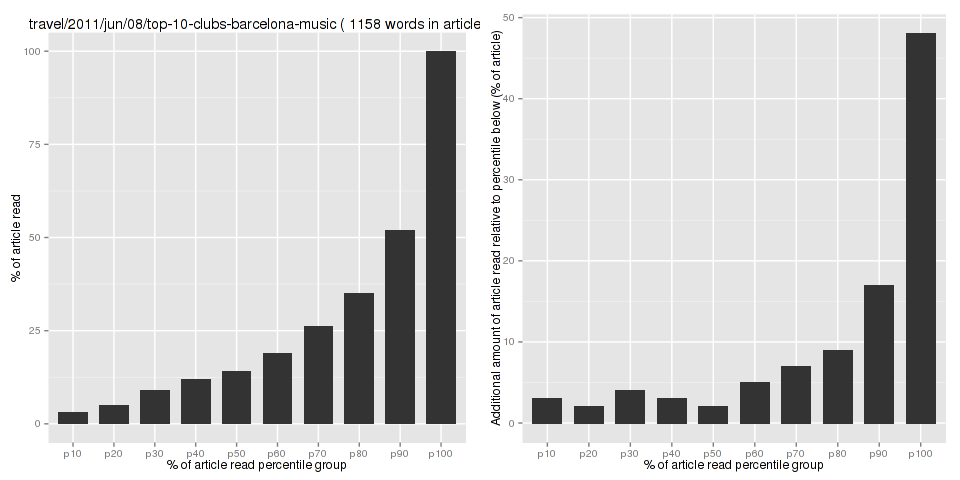 travel/2011/jun/08/top-10-clubs-barcelona-music ( 1158 words in article
% of article read
100
75
50
25
0
p10 p20 p30 p40 p50 p60 p70 p80 p90 p100
% of article read percentile group
Additional amount of article read relative to percentile below (% of article)
50
40
30
20
10
0
p10 p20 p30 p40 p50 p60 p70 p80 p90 p100
% of article read percentile group